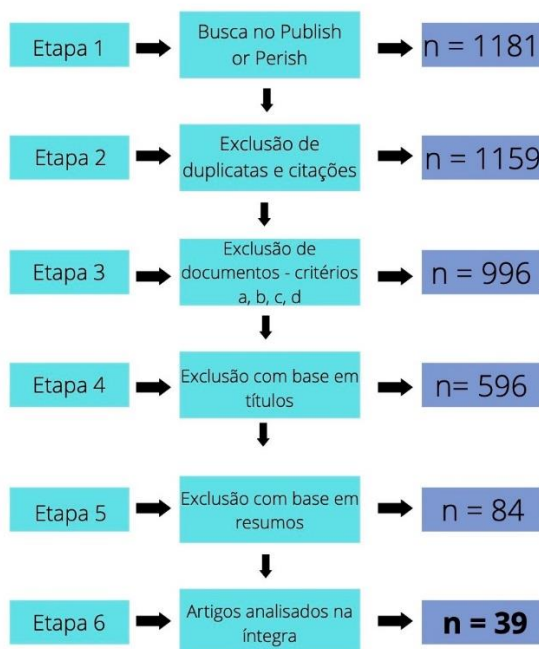 Etapa 1
Busca no Publish
or Perish
n = 1181
Etapa 2
Exclusão de
duplicatas e citações
n = 1159
Etapa 3
Exclusão de
documentos - critérios
a, b, c, d
n = 996
Etapa 4
Exclusão com base em
títulos
n= 596
Etapa 5
Exclusão com base em
resumos
n = 84
Etapa 6
Artigos analisados na
íntegra
n = 39